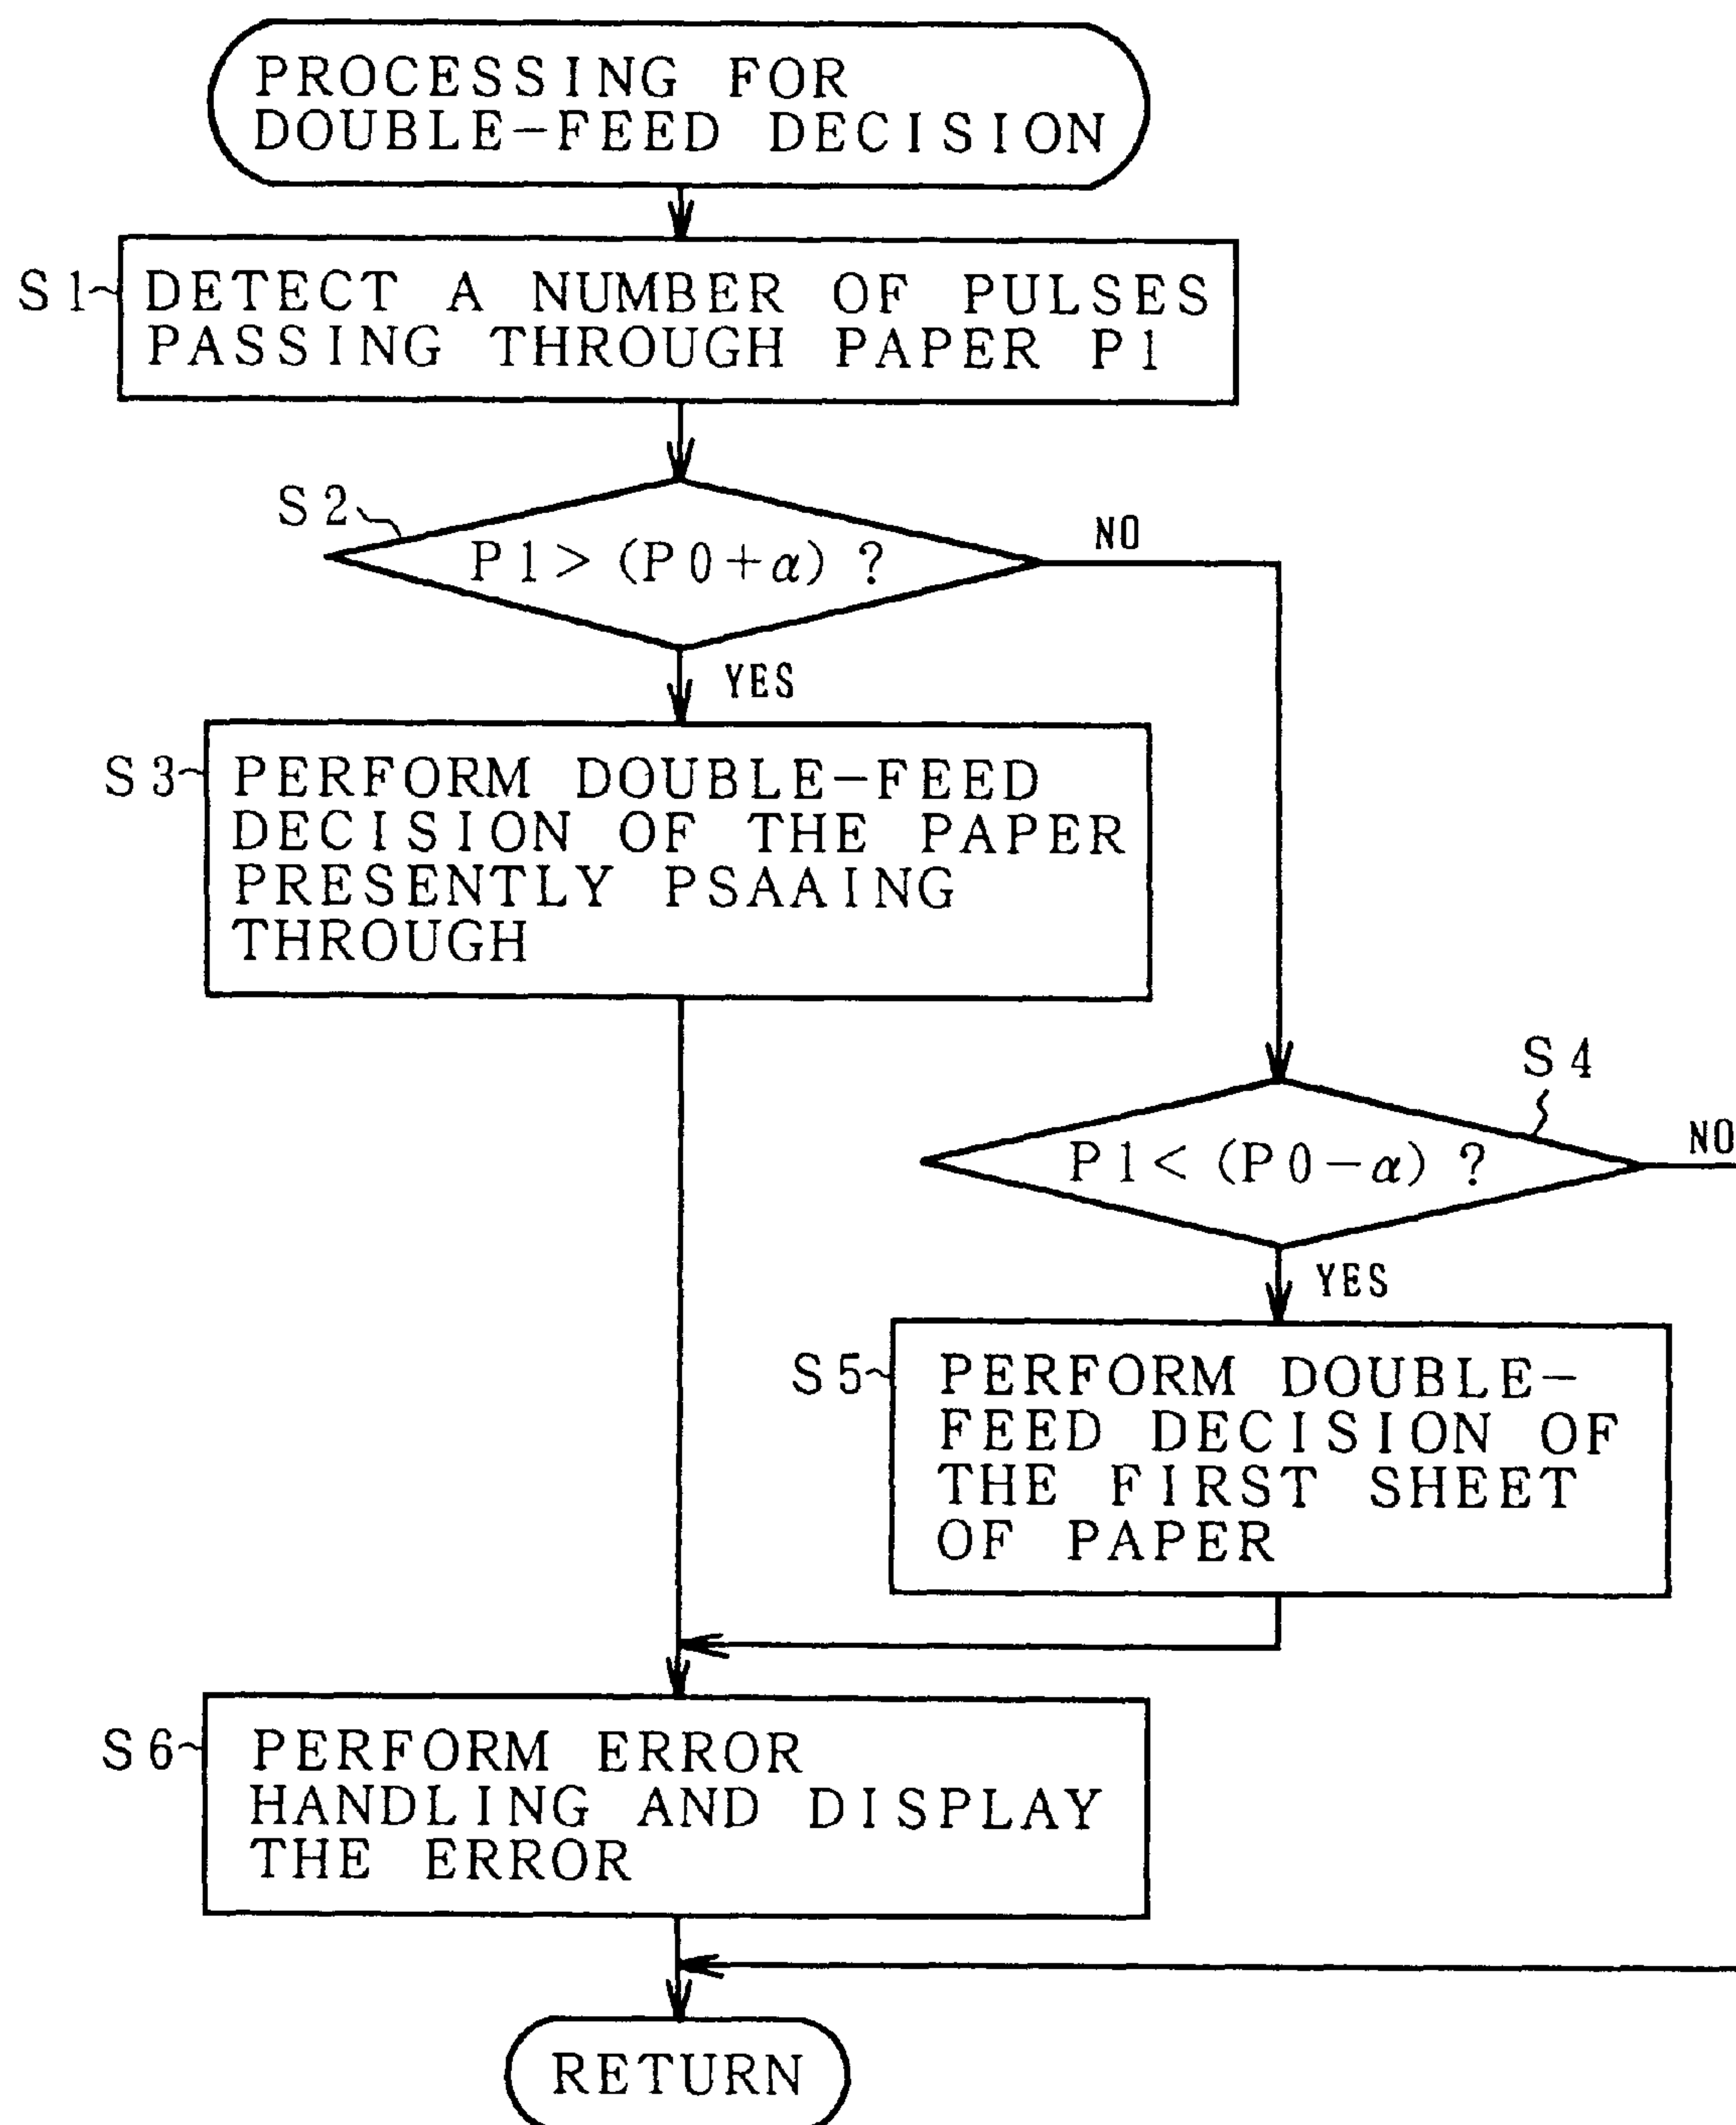 PROCESSING FOR
DOUBLE-FEED DECISION
S1
DETECT A NUMBER OF PULSES
PASSING THROUGH PAPER P1
S2
P1>(P0+α)?
NO
YES
S3
PERFORM DOUBLE-FEED
DECISION OF THE PAPER
PRESENTLY PSAAING
THROUGH
S4
P1<(P0-α)?
NO
YES
S5
PERFORM DOUBLE-
FEED DECISION OF
THE FIRST SHEET
OF PAPER
S6
PERFORM ERROR
HANDLING AND DISPLAY
THE ERROR
RETURN